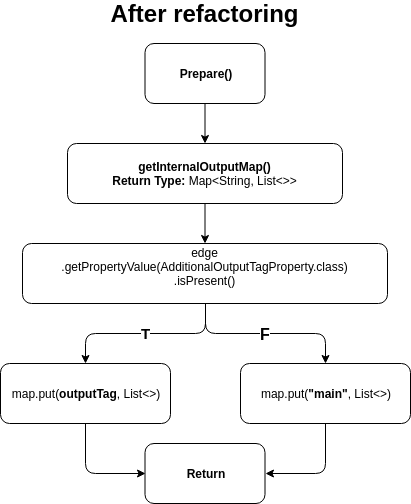 After refactoring
Prepare()
getInternalOutputMap()
Return Type: Map<String, List<>>
edge
.getPropertyValue(AdditionalOutputTagProperty.class)
.isPresent()
T
F
map.put(outputTag, List<>)
map.put("main", List<>)
Return